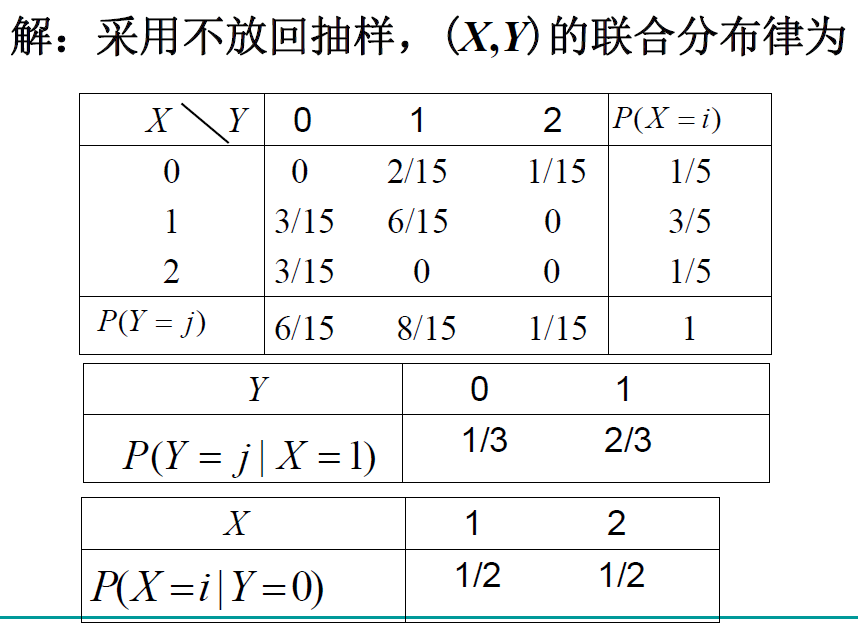 解：采用不放回抽样，(X,Y)的联合分布律为
X Y 0 1 2 P(X = i)
0 0 2/15 1/15 1/5
1 3/15 6/15 0 3/5
2 3/15 0 0 1/5
P(Y = j) 6/15 8/15 1/15 1
Y 0 1
P(Y = j | X = 1) 1/3 2/3
X 1 2
P(X = i | Y = 0) 1/2 1/2